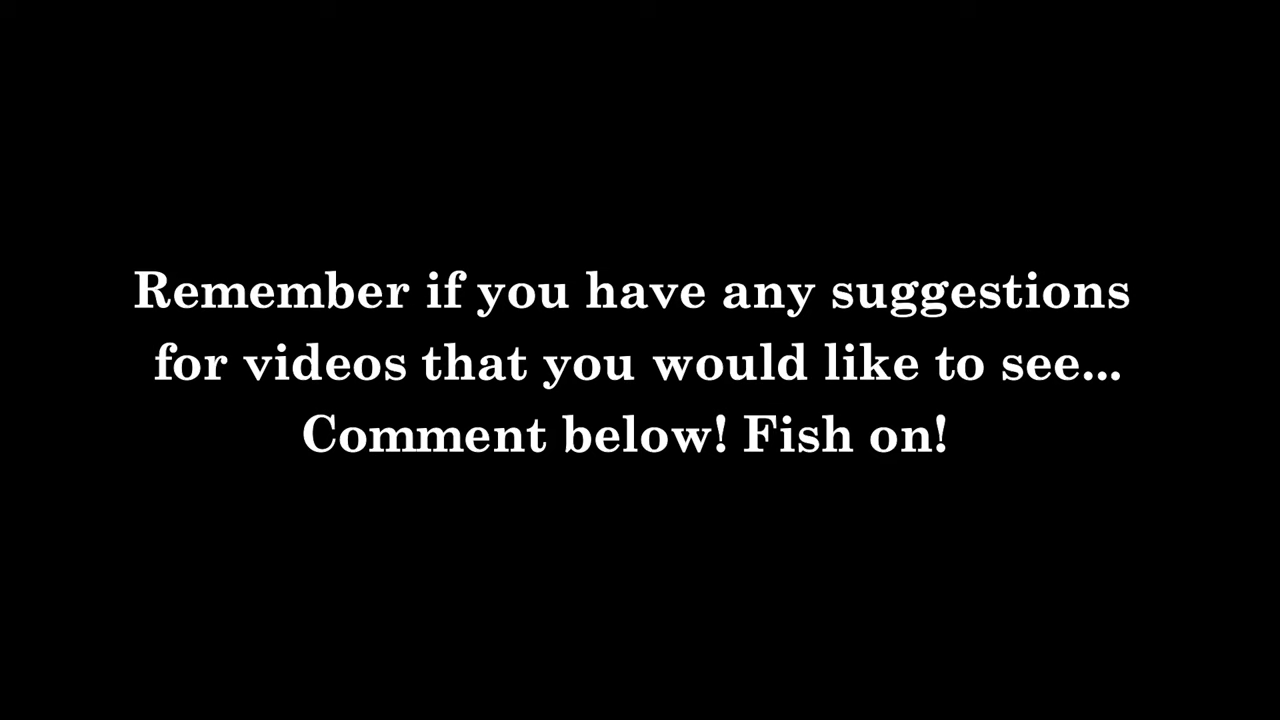 Remember if you have any suggestions
for videos that you would like to see...
Comment below! Fish on!